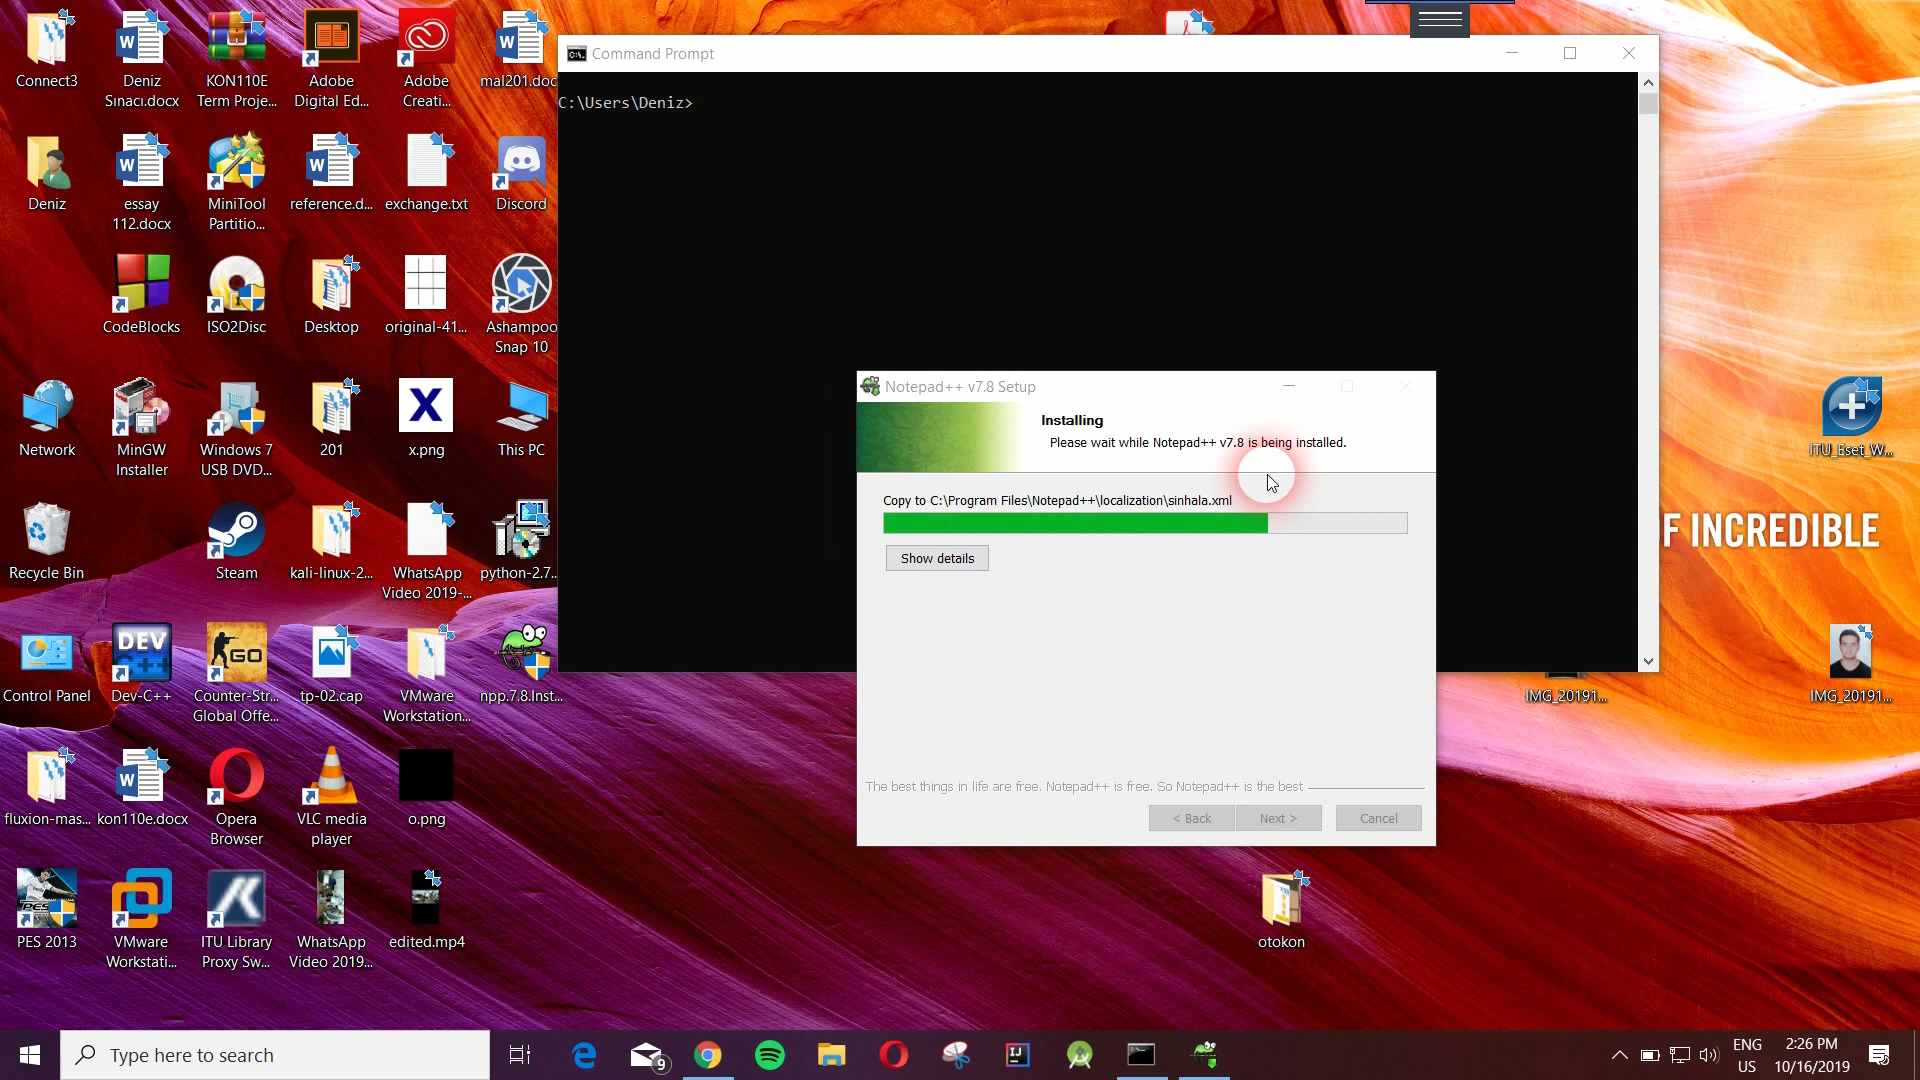 Connect3
Deniz
Sınacı.docx
KON110E
Term Proje...
Adobe
Digital Ed...
Adobe
Creati...
mal201.doc
Deniz
essay
112.docx
MiniTool
Partitio...
reference.d...
exchange.txt
Discord
CodeBlocks
ISO2Disc
Desktop
original-41...
Ashampoo
Snap 10
Network
MinGW
Installer
Windows 7
USB DVD...
201
x.png
This PC
Recycle Bin
Steam
kali-linux-2...
WhatsApp
Video 2019-...
python-2.7...
Control Panel
Dev-C++
Counter-Str...
Global Offe...
tp-02.cap
VMware
Workstation...
npp.7.8.Inst...
fluxion-mas...
kon110e.docx
Opera
Browser
VLC media
player
o.png
PES 2013
VMware
Workstati...
ITU Library
Proxy Sw...
WhatsApp
Video 2019...
edited.mp4
Command Prompt
C:\Users\Deniz>
Notepad++ v7.8 Setup
Installing
Please wait while Notepad++ v7.8 is being installed.
Copy to C:\Program Files\Notepad++\localization\sinhala.xml
Show details
The best things in life are free. Notepad++ is free. So Notepad++ is the best
< Back
Next >
Cancel
ITU_Eset_W...
F INCREDIBLE
IMG_20191...
IMG_20191...
otokon
Type here to search
9
ENG
US
2:26 PM
10/16/2019